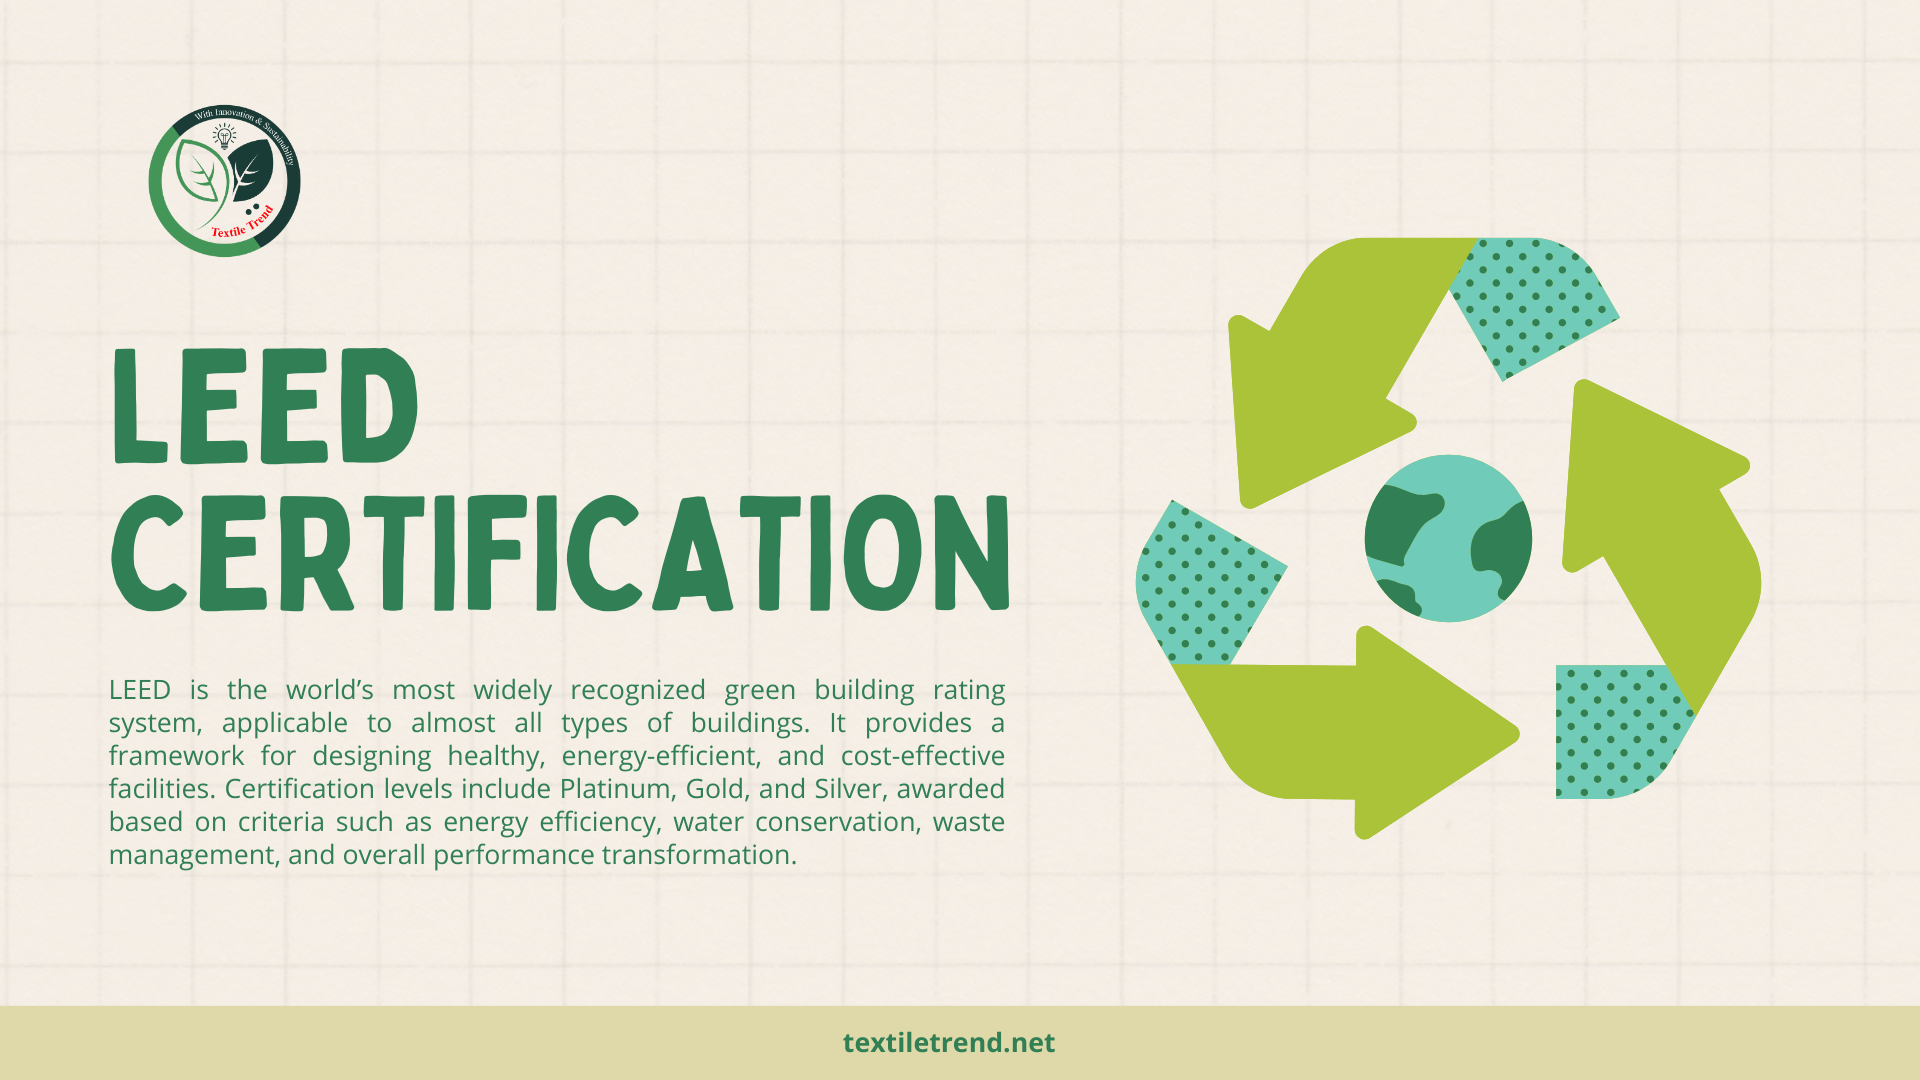 With Innovation & Sustainability
Textile Trend
LEED
CERTIFICATION
LEED is the world’s most widely recognized green building rating
system, applicable to almost all types of buildings. It provides a
framework for designing healthy, energy-efficient, and cost-effective
facilities. Certification levels include Platinum, Gold, and Silver, awarded
based on criteria such as energy efficiency, water conservation, waste
management, and overall performance transformation.
textiletrend.net